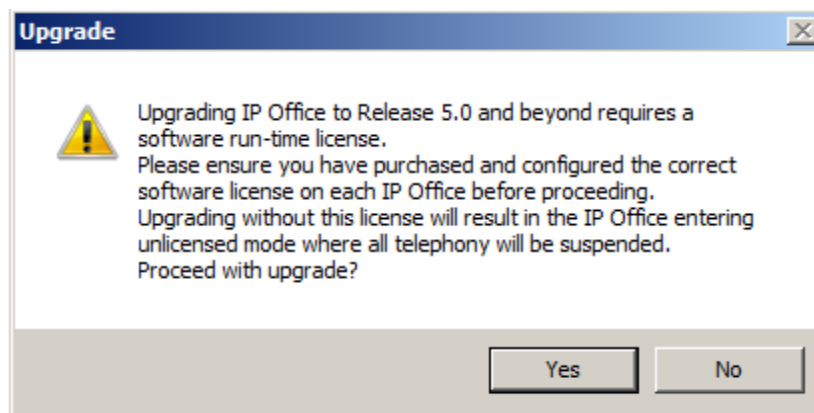 Upgrade
Upgrading IP Office to Release 5.0 and beyond requires a
software run-time license.
Please ensure you have purchased and configured the correct
software license on each IP Office before proceeding.
Upgrading without this license will result in the IP Office entering
unlicensed mode where all telephony will be suspended.
Proceed with upgrade?
Yes No